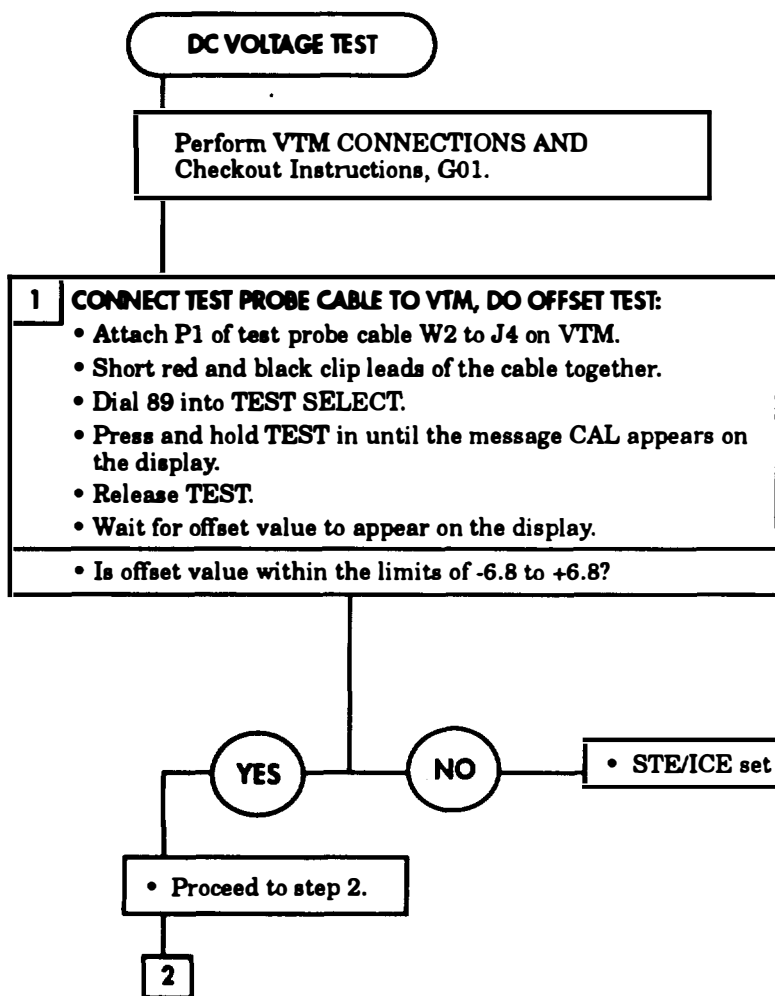 DC VOLTAGE TEST
Perform VTM CONNECTIONS AND
Checkout Instructions, G01.
1 CONNECT TEST PROBE CABLE TO VTM, DO OFFSET TEST:
• Attach P1 of test probe cable W2 to J4 on VTM.
• Short red and black clip leads of the cable together.
• Dial 89 into TEST SELECT.
• Press and hold TEST in until the message CAL appears on
the display.
• Release TEST.
• Wait for offset value to appear on the display.
• Is offset value within the limits of -6.8 to +6.8?
YES
NO
• STE/ICE set
• Proceed to step 2.
2